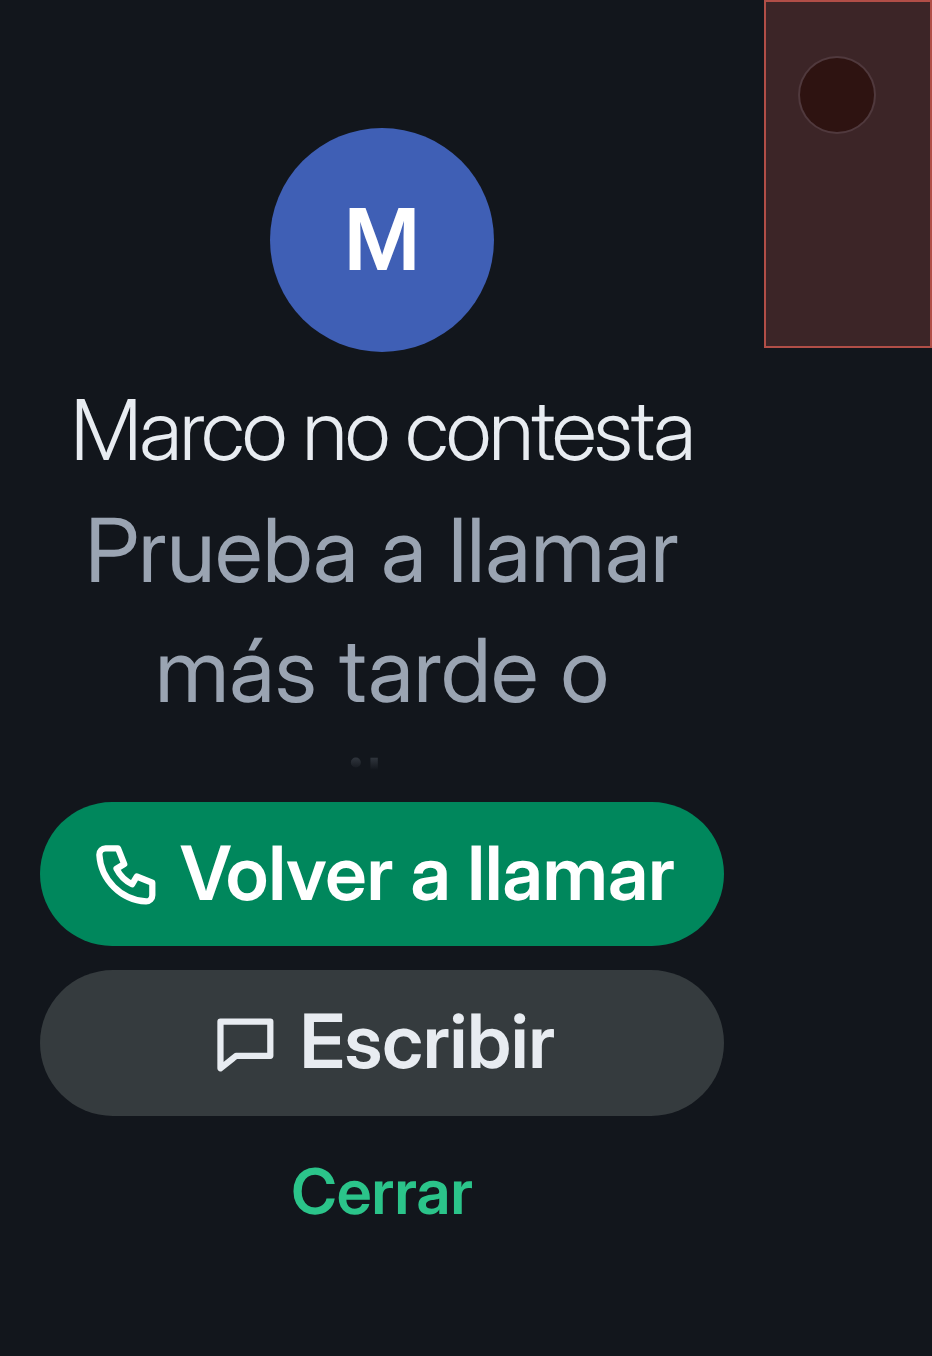 M
Marco no contesta
Prueba a llamar
más tarde o
Volver a llamar
Escribir
Cerrar